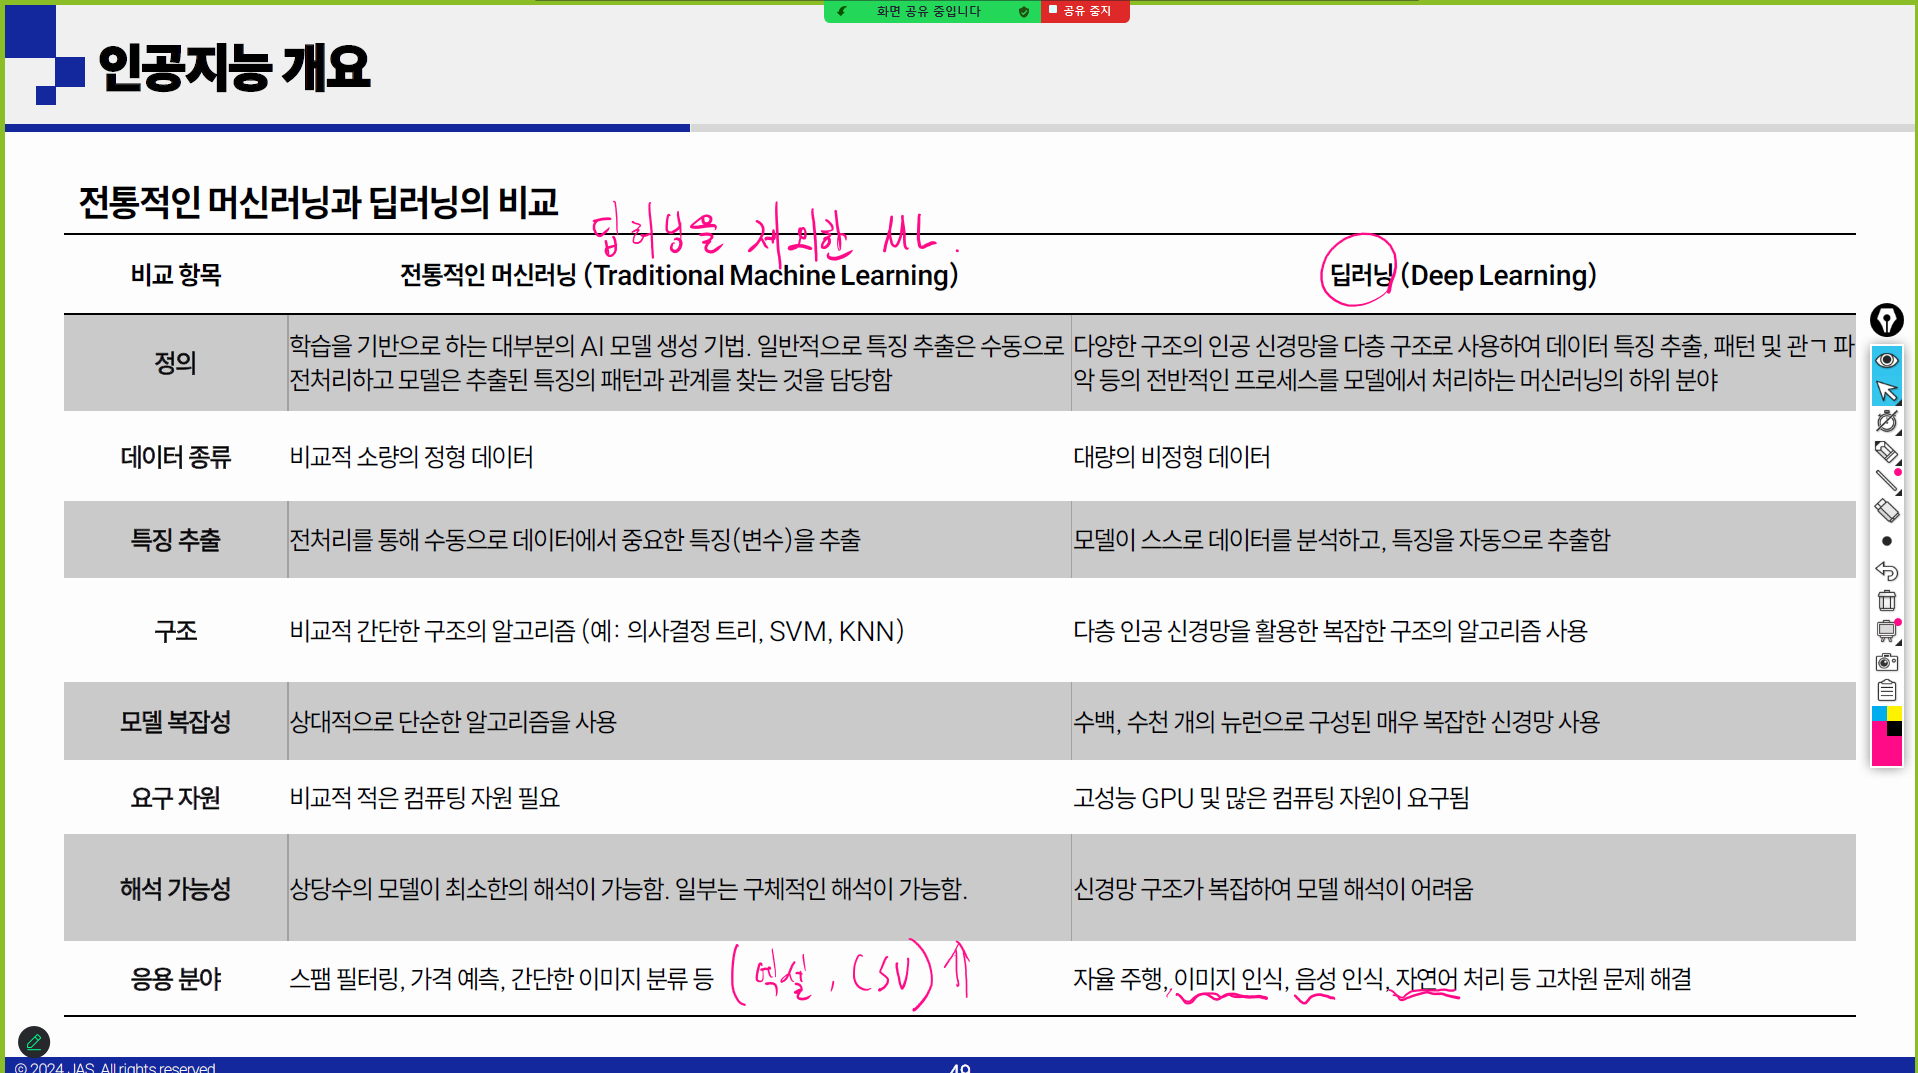 화면 공유 중입니다 공유 중지
인공지능 개요
전통적인 머신러닝과 딥러닝의 비교
딥러닝을 제외한 ML.
비교 항목 전통적인 머신러닝 (Traditional Machine Learning) 딥러닝 (Deep Learning)
정의
학습을 기반으로 하는 대부분의 AI 모델 생성 기법. 일반적으로 특징 추출은 수동으로
전처리하고 모델은 추출된 특징의 패턴과 관계를 찾는 것을 담당함
다양한 구조의 인공 신경망을 다층 구조로 사용하여 데이터 특징 추출, 패턴 및 관ㄱ 파
악 등의 전반적인 프로세스를 모델에서 처리하는 머신러닝의 하위 분야
데이터 종류 비교적 소량의 정형 데이터 대량의 비정형 데이터
특징 추출 전처리를 통해 수동으로 데이터에서 중요한 특징(변수)을 추출 모델이 스스로 데이터를 분석하고, 특징을 자동으로 추출함
구조 비교적 간단한 구조의 알고리즘 (예: 의사결정 트리, SVM, KNN) 다층 인공 신경망을 활용한 복잡한 구조의 알고리즘 사용
모델 복잡성 상대적으로 단순한 알고리즘을 사용 수백, 수천 개의 뉴런으로 구성된 매우 복잡한 신경망 사용
요구 자원 비교적 적은 컴퓨팅 자원 필요 고성능 GPU 및 많은 컴퓨팅 자원이 요구됨
해석 가능성 상당수의 모델이 최소한의 해석이 가능함. 일부는 구체적인 해석이 가능함. 신경망 구조가 복잡하여 모델 해석이 어려움
응용 분야 스팸 필터링, 가격 예측, 간단한 이미지 분류 등 (엑셀, CSV) ↑ 자율 주행, 이미지 인식, 음성 인식, 자연어 처리 등 고차원 문제 해결
© 2024 JAS. All rights reserved 49